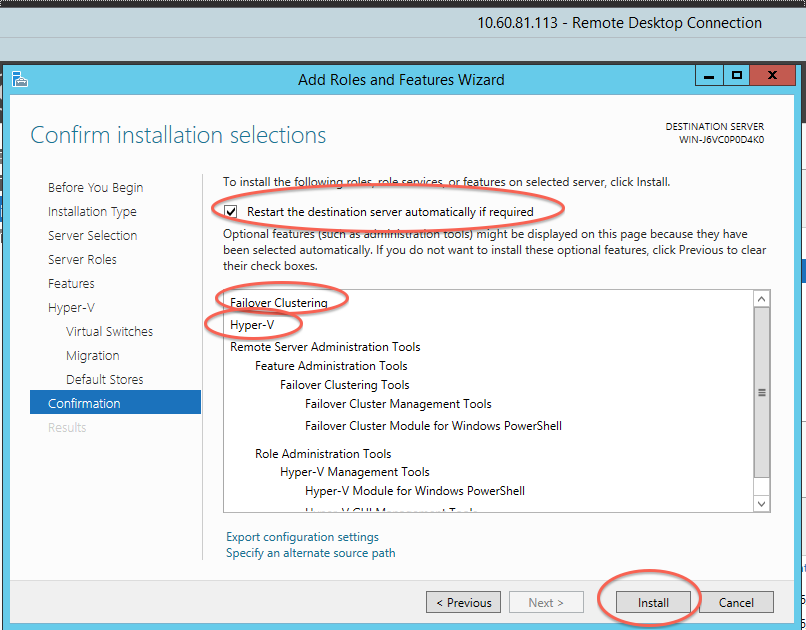 10.60.81.113 - Remote Desktop Connection
Add Roles and Features Wizard
Confirm installation selections
DESTINATION SERVER
WIN-J6VC0P0D4K0
Before You Begin
Installation Type
Server Selection
Server Roles
Features
Hyper-V
Virtual Switches
Migration
Default Stores
Confirmation
Results
To install the following roles, role services, or features on selected server, click Install.
Restart the destination server automatically if required
Optional features (such as administration tools) might be displayed on this page because they have
been selected automatically. If you do not want to install these optional features, click Previous to clear
their check boxes.
Failover Clustering
Hyper-V
Remote Server Administration Tools
Feature Administration Tools
Failover Clustering Tools
Failover Cluster Management Tools
Failover Cluster Module for Windows PowerShell
Role Administration Tools
Hyper-V Management Tools
Hyper-V Module for Windows PowerShell
Hyper-V GUI Management Tools
Export configuration settings
Specify an alternate source path
< Previous
Next >
Install
Cancel